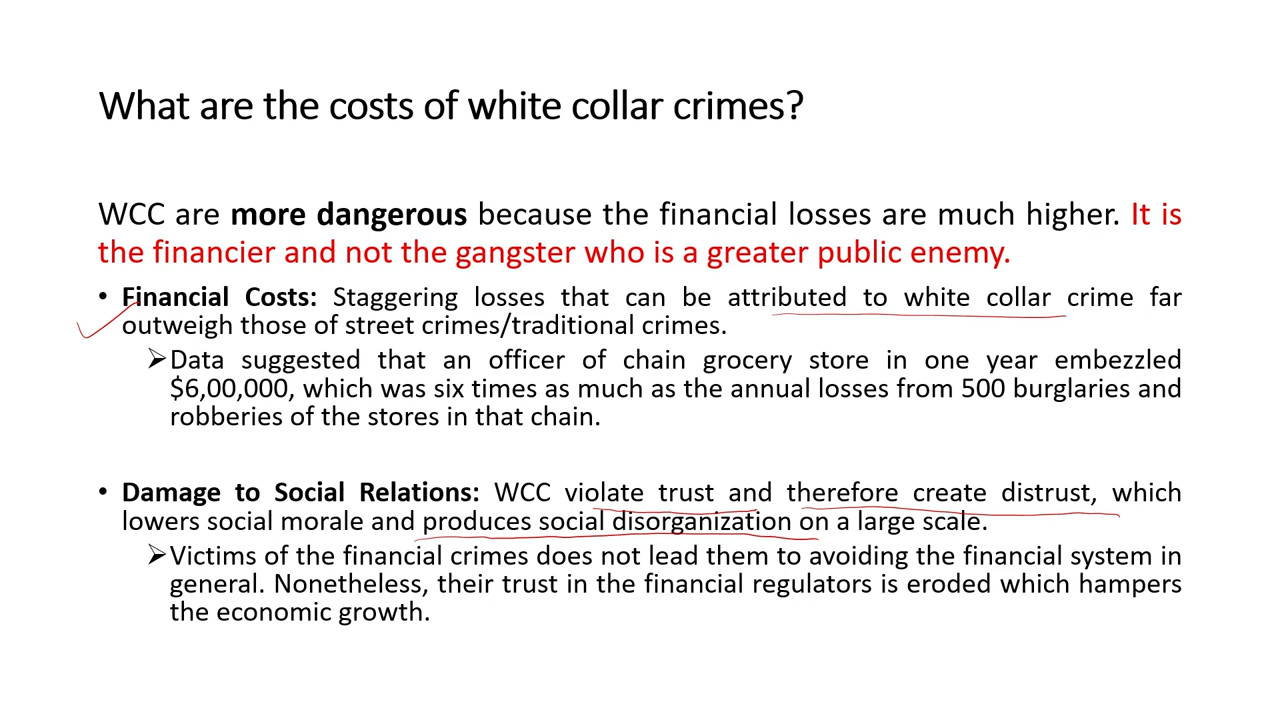 What are the costs of white collar crimes?
WCC are more dangerous because the financial losses are much higher. It is
the financier and not the gangster who is a greater public enemy.
• Financial Costs: Staggering losses that can be attributed to white collar crime far
outweigh those of street crimes/traditional crimes.
➢Data suggested that an officer of chain grocery store in one year embezzled
$6,00,000, which was six times as much as the annual losses from 500 burglaries and
robberies of the stores in that chain.
• Damage to Social Relations: WCC violate trust and therefore create distrust, which
lowers social morale and produces social disorganization on a large scale.
➢Victims of the financial crimes does not lead them to avoiding the financial system in
general. Nonetheless, their trust in the financial regulators is eroded which hampers
the economic growth.